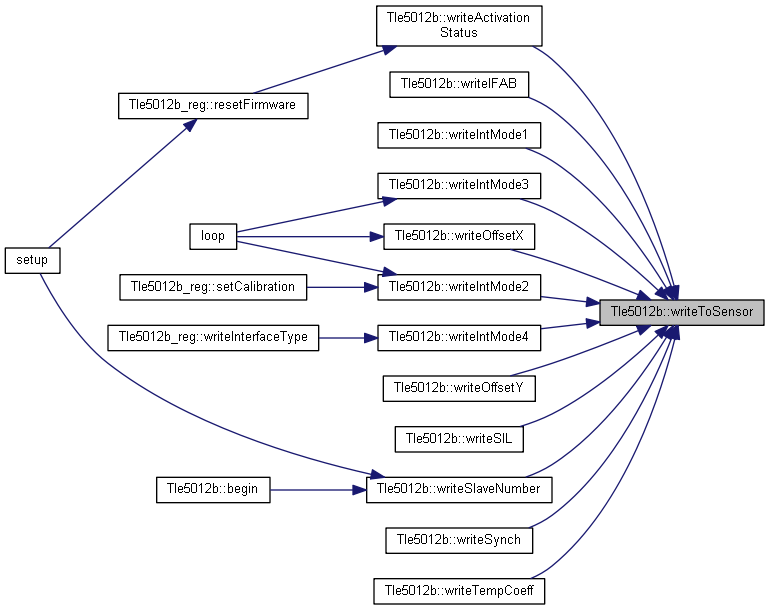 Tle5012b::writeActivation
Status
Tle5012b::writeIFAB
Tle5012b_reg::resetFirmware
Tle5012b::writeIntMode1
Tle5012b::writeIntMode3
loop
Tle5012b::writeOffsetX
setup
Tle5012b_reg::setCalibration
Tle5012b::writeIntMode2
Tle5012b::writeToSensor
Tle5012b_reg::writeInterfaceType
Tle5012b::writeIntMode4
Tle5012b::writeOffsetY
Tle5012b::writeSIL
Tle5012b::begin
Tle5012b::writeSlaveNumber
Tle5012b::writeSynch
Tle5012b::writeTempCoeff